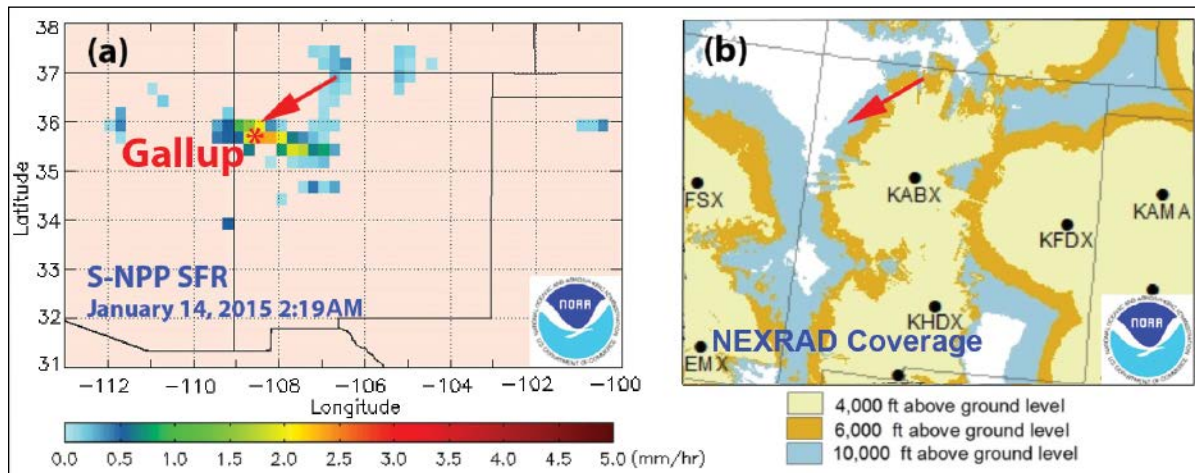 (a)
38
37
36
35
34
33
32
31
Latitude
Gallup
*
S-NPP SFR
January 14, 2015 2:19AM
NOAA
−112 −110 −108 −106 −104 −102 −100
Longitude
0.0 0.5 1.0 1.5 2.0 2.5 3.0 3.5 4.0 4.5 5.0 (mm/hr)
(b)
FSX
KABX
KAMA
KFDX
KHDX
NEXRAD Coverage
EMX
NOAA
4,000 ft above ground level
6,000 ft above ground level
10,000 ft above ground level